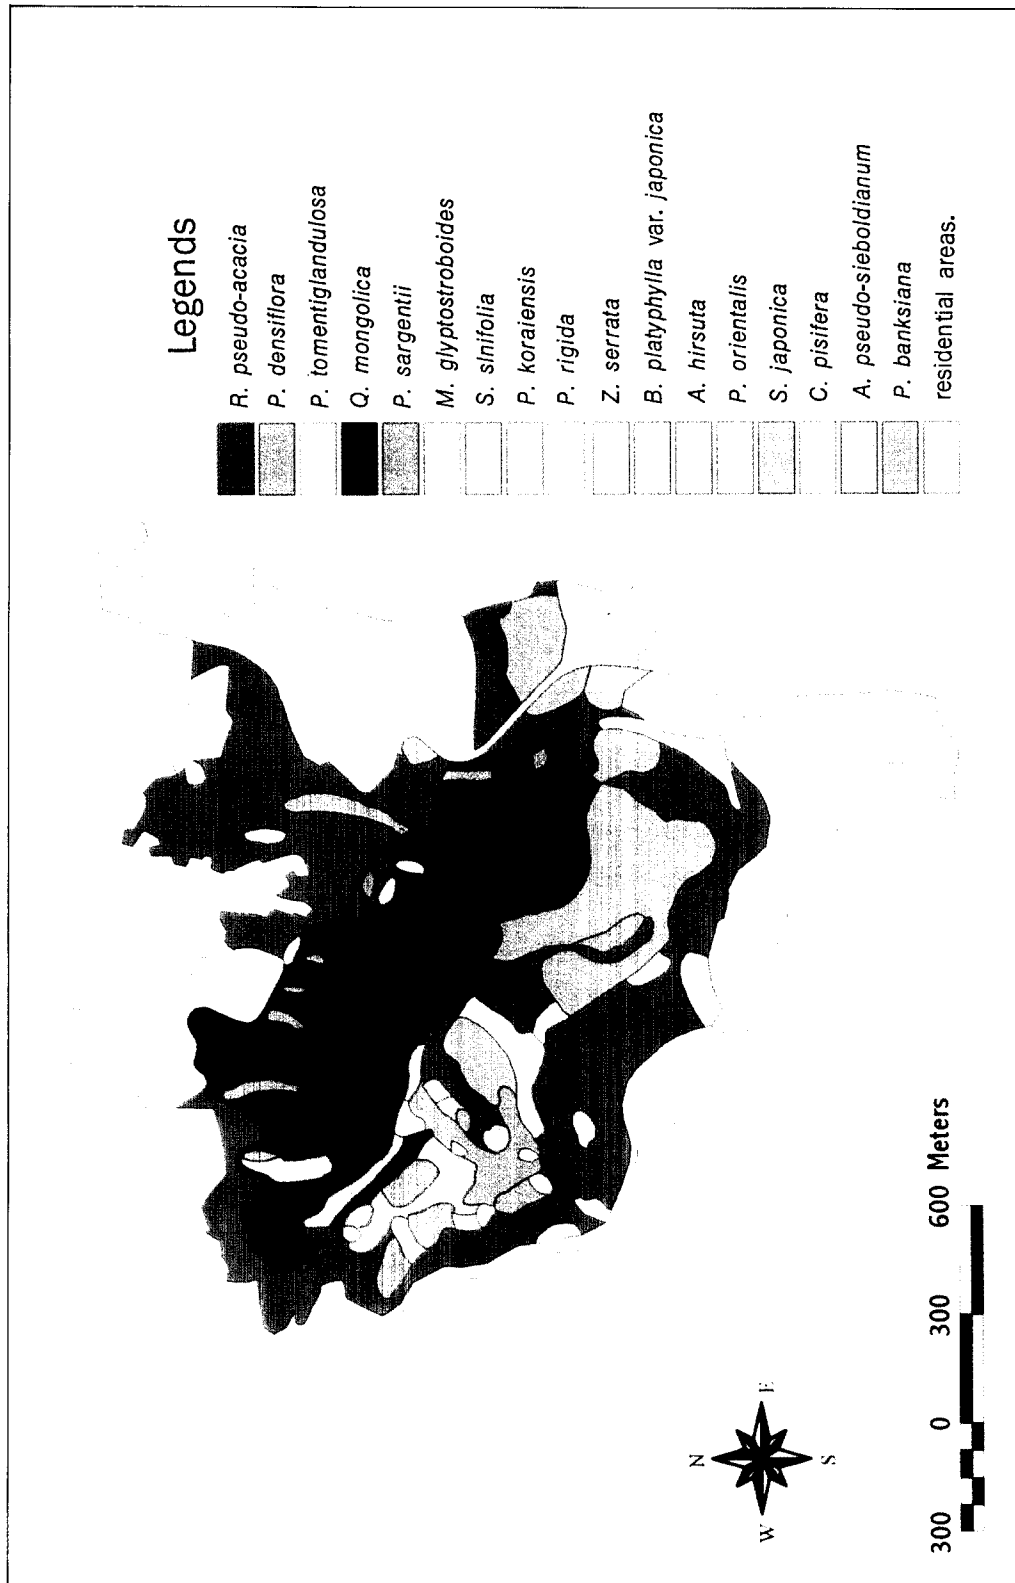 Legends
R. pseudo-acacia
P. densiflora
P. tomentiglandulosa
Q. mongolica
P. sargentii
M. glyptostroboides
S. slnifolia
P. koraiensis
P. rigida
Z. serrata
B. platyphylla var. japonica
A. hirsuta
P. orientalis
S. japonica
C. pisifera
A. pseudo-sieboldianum
P. banksiana
residential areas.
N
W E
S
300 0 300 600 Meters